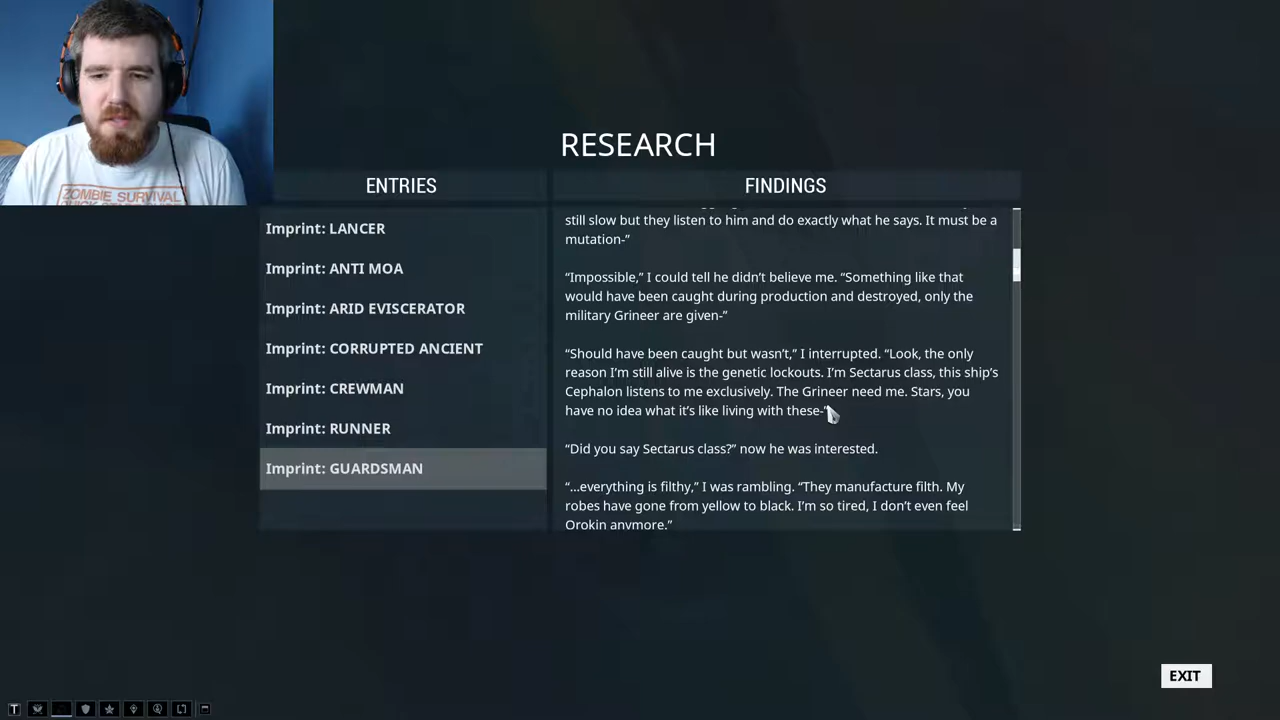 ZOMBIE SURVIVAL
RESEARCH
ENTRIES
FINDINGS
Imprint: LANCER
Imprint: ANTI MOA
Imprint: ARID EVISCERATOR
Imprint: CORRUPTED ANCIENT
Imprint: CREWMAN
Imprint: RUNNER
Imprint: GUARDSMAN
still slow but they listen to him and do exactly what he says. It must be a
mutation-”
“Impossible,” I could tell he didn’t believe me. “Something like that
would have been caught during production and destroyed, only the
military Grineer are given-”
“Should have been caught but wasn’t,” I interrupted. “Look, the only
reason I’m still alive is the genetic lockouts. I’m Sectarus class, this ship’s
Cephalon listens to me exclusively. The Grineer need me. Stars, you
have no idea what it’s like living with these-”
“Did you say Sectarus class?” now he was interested.
“...everything is filthy,” I was rambling. “They manufacture filth. My
robes have gone from yellow to black. I’m so tired, I don’t even feel
Orokin anymore.”
EXIT
T